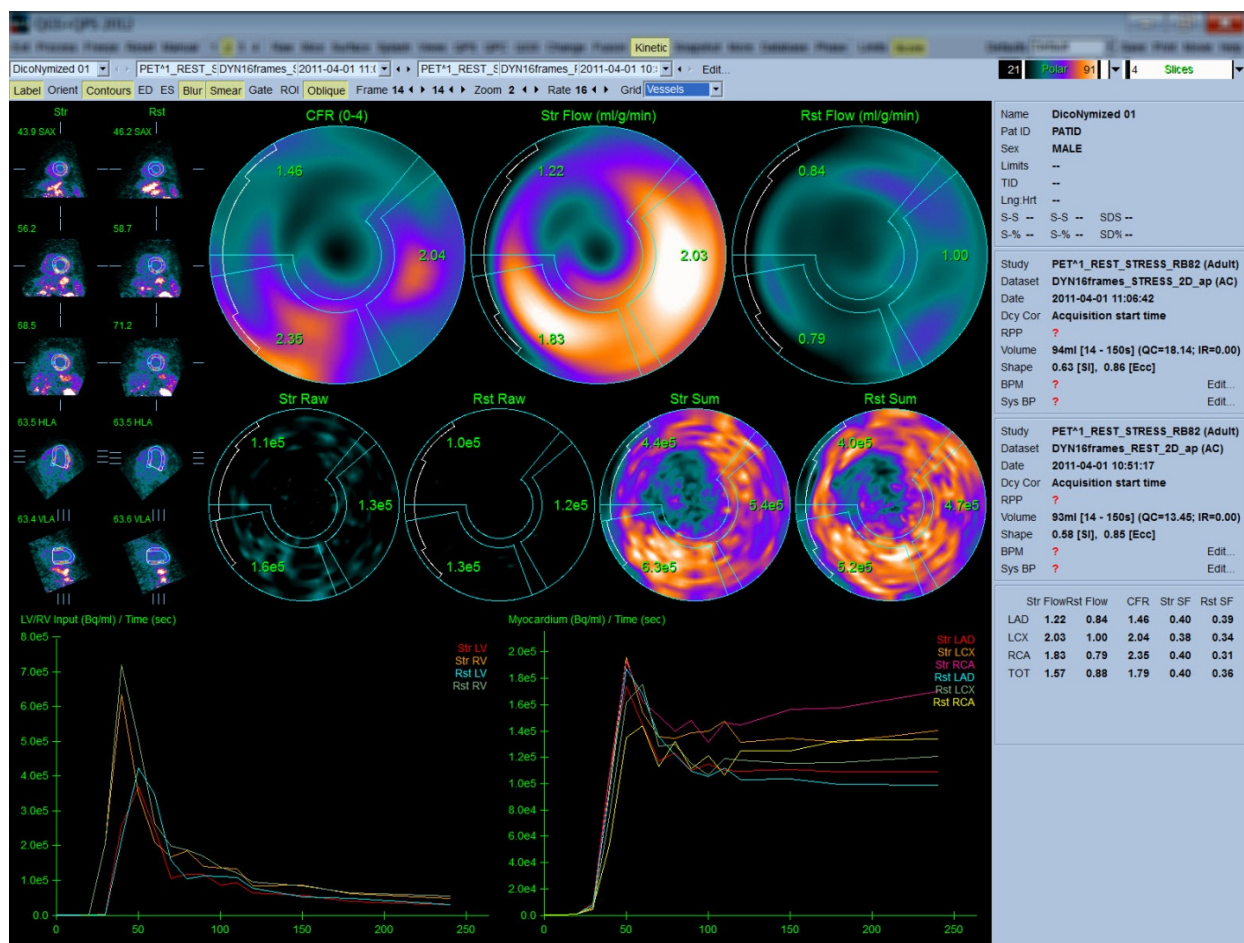 QGS+QPS 2012
Kinetic
DicoNymized 01 PET^1_REST_S DYN16frames_S 2011-04-01 11:( PET^1_REST_S DYN16frames_F 2011-04-01 10:: Edit...
21 Polar 91 4 Slices
Label Orient Contours ED ES Blur Smear Gate ROI Oblique Frame 14 14 Zoom 2 Rate 16 Grid Vessels
Str Rst
43.9 SAX 46.2 SAX
56.2 58.7
68.5 71.2
63.5 HLA 63.5 HLA
63.4 VLA 63.6 VLA
CFR (0-4)
1.46
2.04
2.35
Str Flow (ml/g/min)
1.22
2.03
1.83
Rst Flow (ml/g/min)
0.84
1.00
0.79
Str Raw
1.1e5
1.3e5
1.6e5
Rst Raw
1.0e5
1.2e5
1.3e5
Str Sum
4.4e5
5.4e5
6.3e5
Rst Sum
4.0e5
4.7e5
5.2e5
LV/RV Input (Bq/ml) / Time (sec)
8.0e5
7.0e5
6.0e5
5.0e5
4.0e5
3.0e5
2.0e5
1.0e5
0.0
0 50 100 150 200 250
Str LV
Str RV
Rst LV
Rst RV
Myocardium (Bq/ml) / Time (sec)
2.0e5
1.8e5
1.6e5
1.4e5
1.2e5
1.0e5
8.0e4
6.0e4
4.0e4
2.0e4
0.0
0 50 100 150 200 250
Str LAD
Str LCX
Str RCA
Rst LAD
Rst LCX
Rst RCA
Name DicoNymized 01
Pat ID PATID
Sex MALE
Limits --
TID --
Lng:Hrt --
S-S -- S-S -- SDS --
S-% -- S-% -- SD% --
Study PET^1_REST_STRESS_RB82 (Adult)
Dataset DYN16frames_STRESS_2D_ap (AC)
Date 2011-04-01 11:06:42
Dcy Cor Acquisition start time
RPP ?
Volume 94ml [14 - 150s] (QC=18.14; IR=0.00)
Shape 0.63 [SI], 0.86 [Ecc]
BPM ? Edit...
Sys BP ? Edit...
Study PET^1_REST_STRESS_RB82 (Adult)
Dataset DYN16frames_REST_2D_ap (AC)
Date 2011-04-01 10:51:17
Dcy Cor Acquisition start time
RPP ?
Volume 93ml [14 - 150s] (QC=13.45; IR=0.00)
Shape 0.58 [SI], 0.85 [Ecc]
BPM ? Edit...
Sys BP ? Edit...
Str Flow Rst Flow CFR Str SF Rst SF
LAD 1.22 0.84 1.46 0.40 0.39
LCX 2.03 1.00 2.04 0.38 0.34
RCA 1.83 0.79 2.35 0.40 0.31
TOT 1.57 0.88 1.79 0.40 0.36